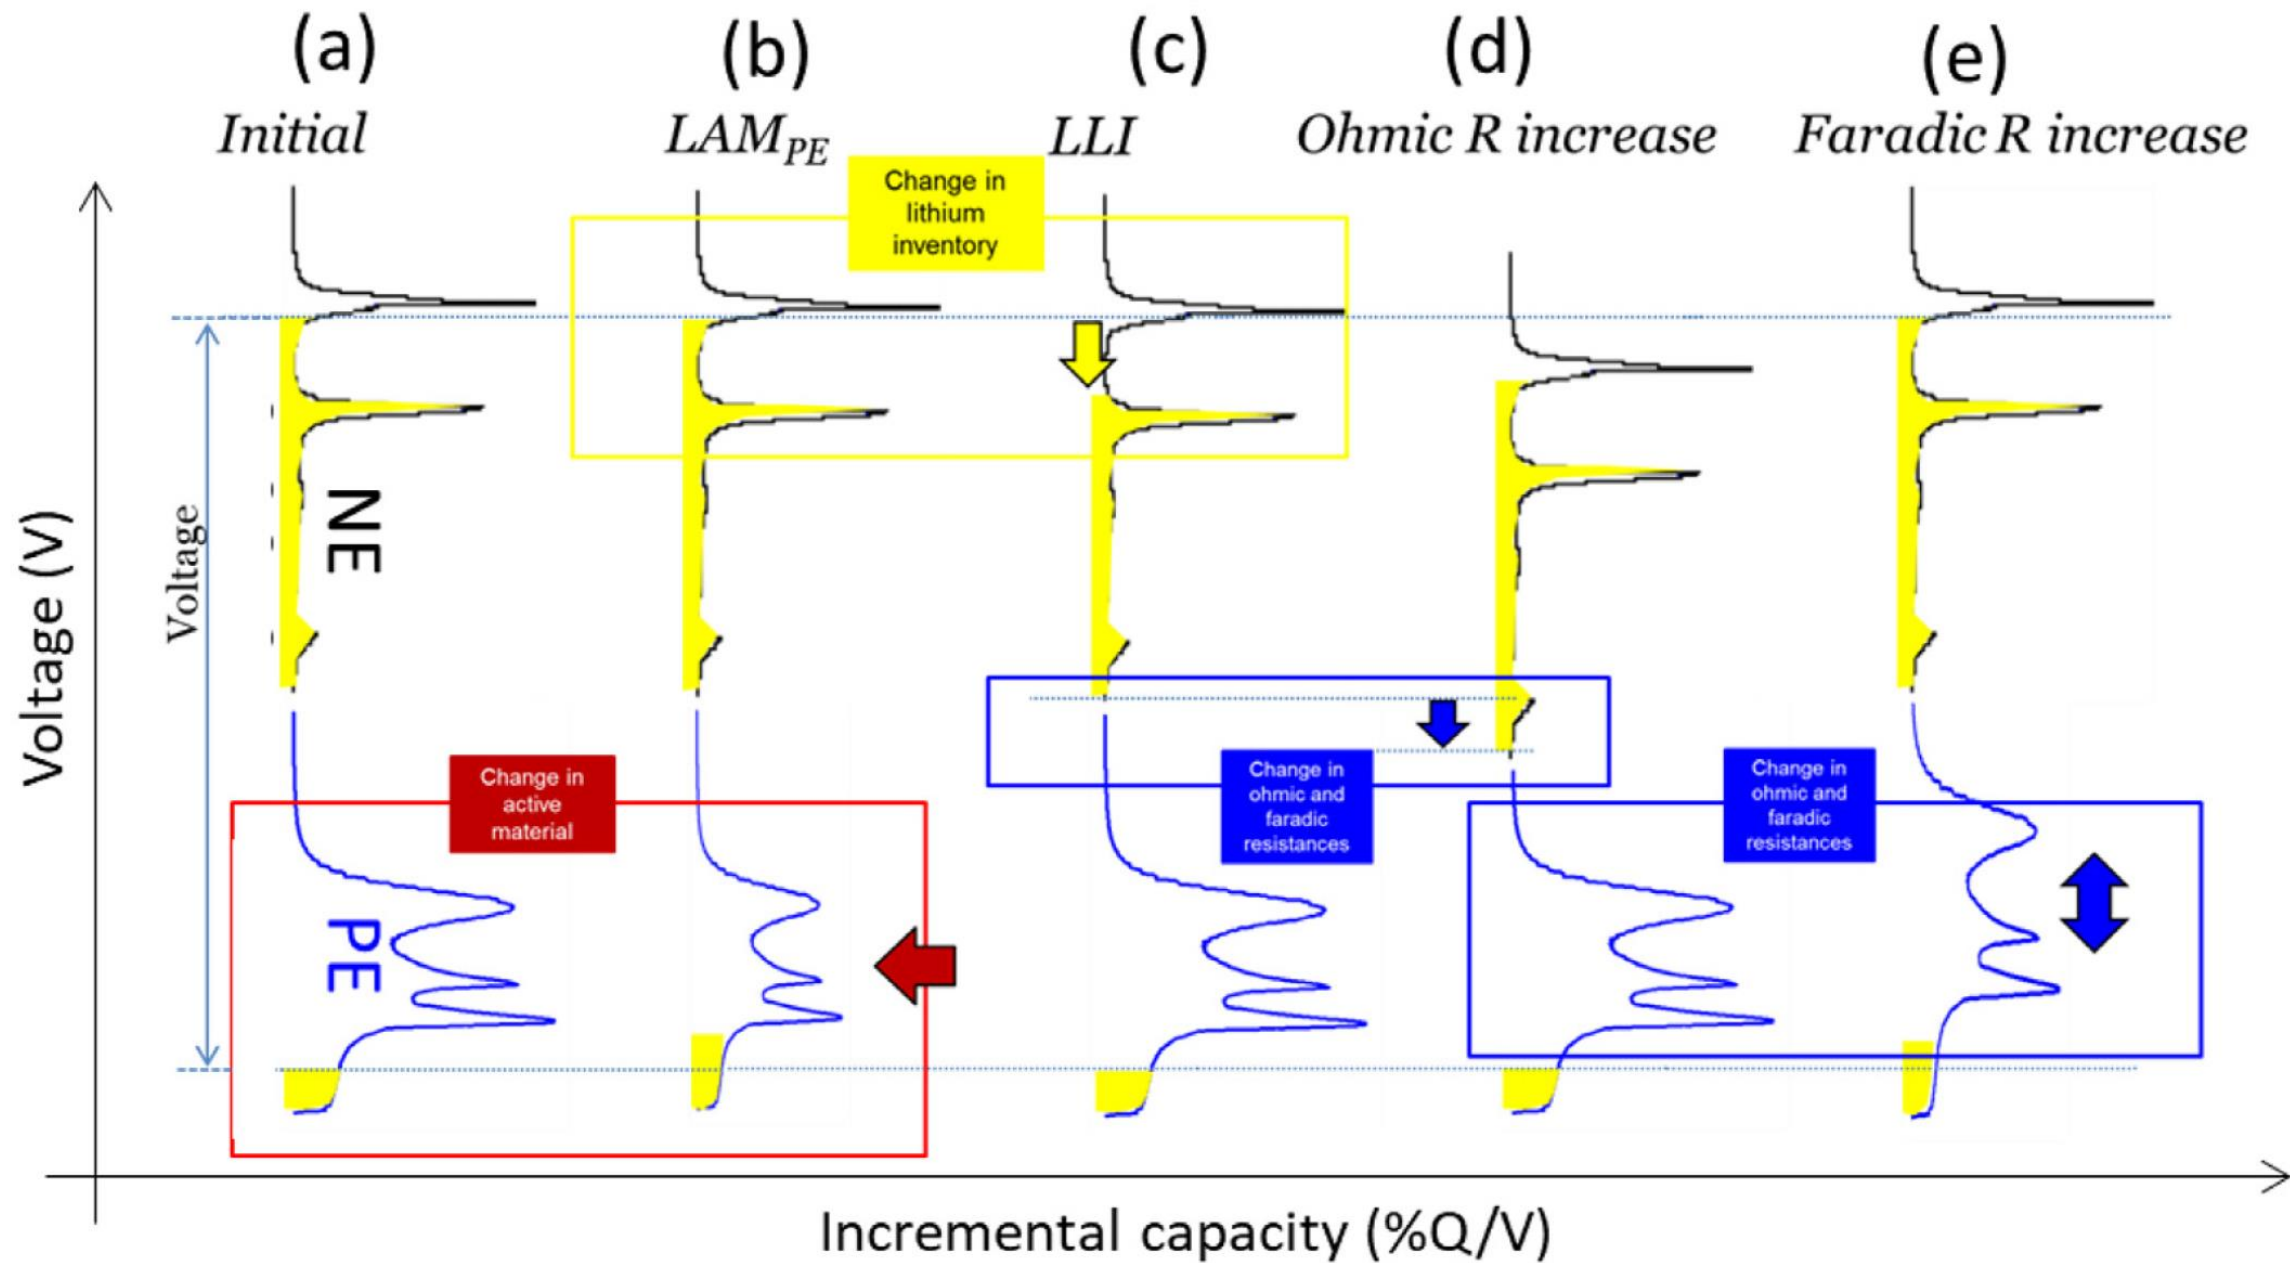 (a)
(b)
(c)
(d)
(e)
Initial
LAM_PE
LLI
Ohmic R increase
Faradic R increase
Change in
lithium
inventory
Voltage (V)
Voltage
NE
PE
Change in
active
material
Change in
ohmic and
faradic
resistances
Change in
ohmic and
faradic
resistances
Incremental capacity (%Q/V)